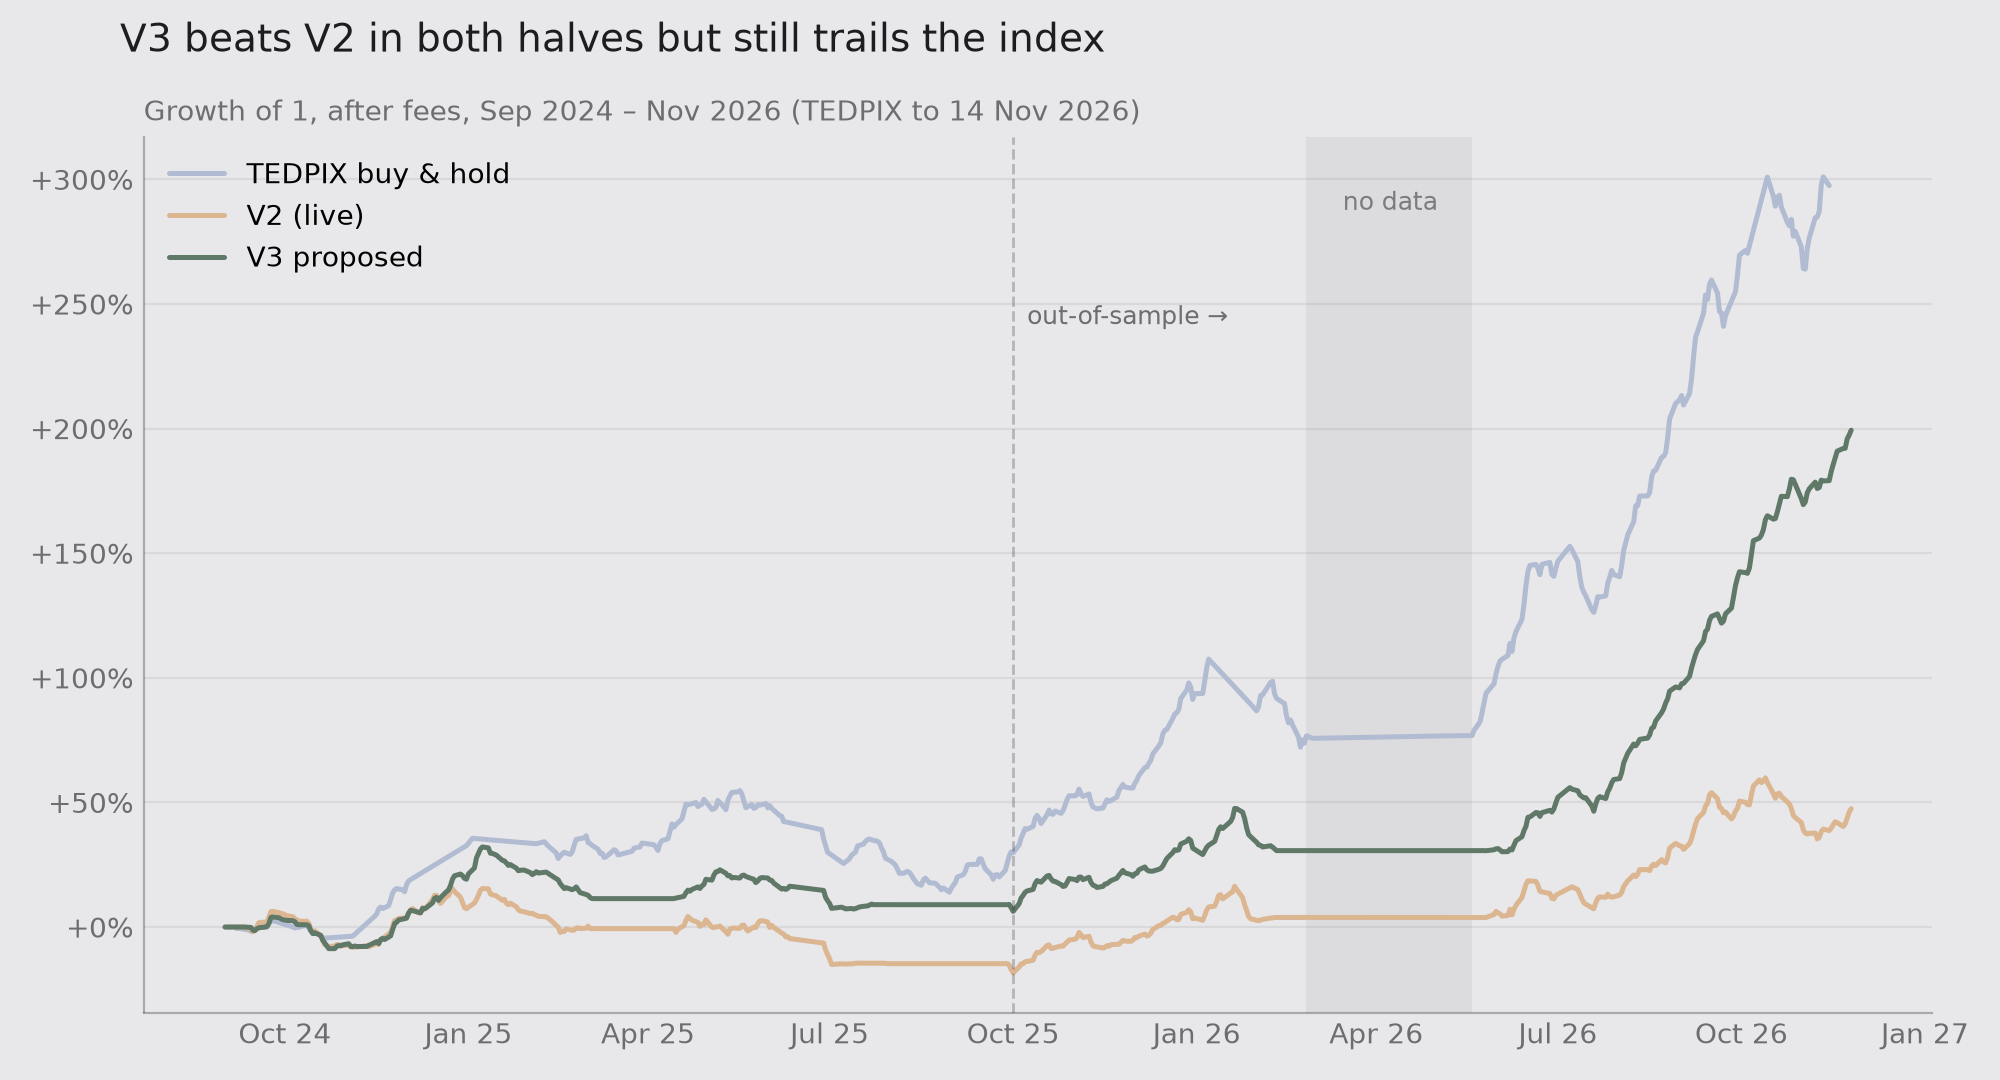 V3 beats V2 in both halves but still trails the index
Growth of 1, after fees, Sep 2024 – Nov 2026 (TEDPIX to 14 Nov 2026)
TEDPIX buy & hold
V2 (live)
V3 proposed
+300%
+250%
+200%
+150%
+100%
+50%
+0%
no data
out-of-sample →
Oct 24
Jan 25
Apr 25
Jul 25
Oct 25
Jan 26
Apr 26
Jul 26
Oct 26
Jan 27